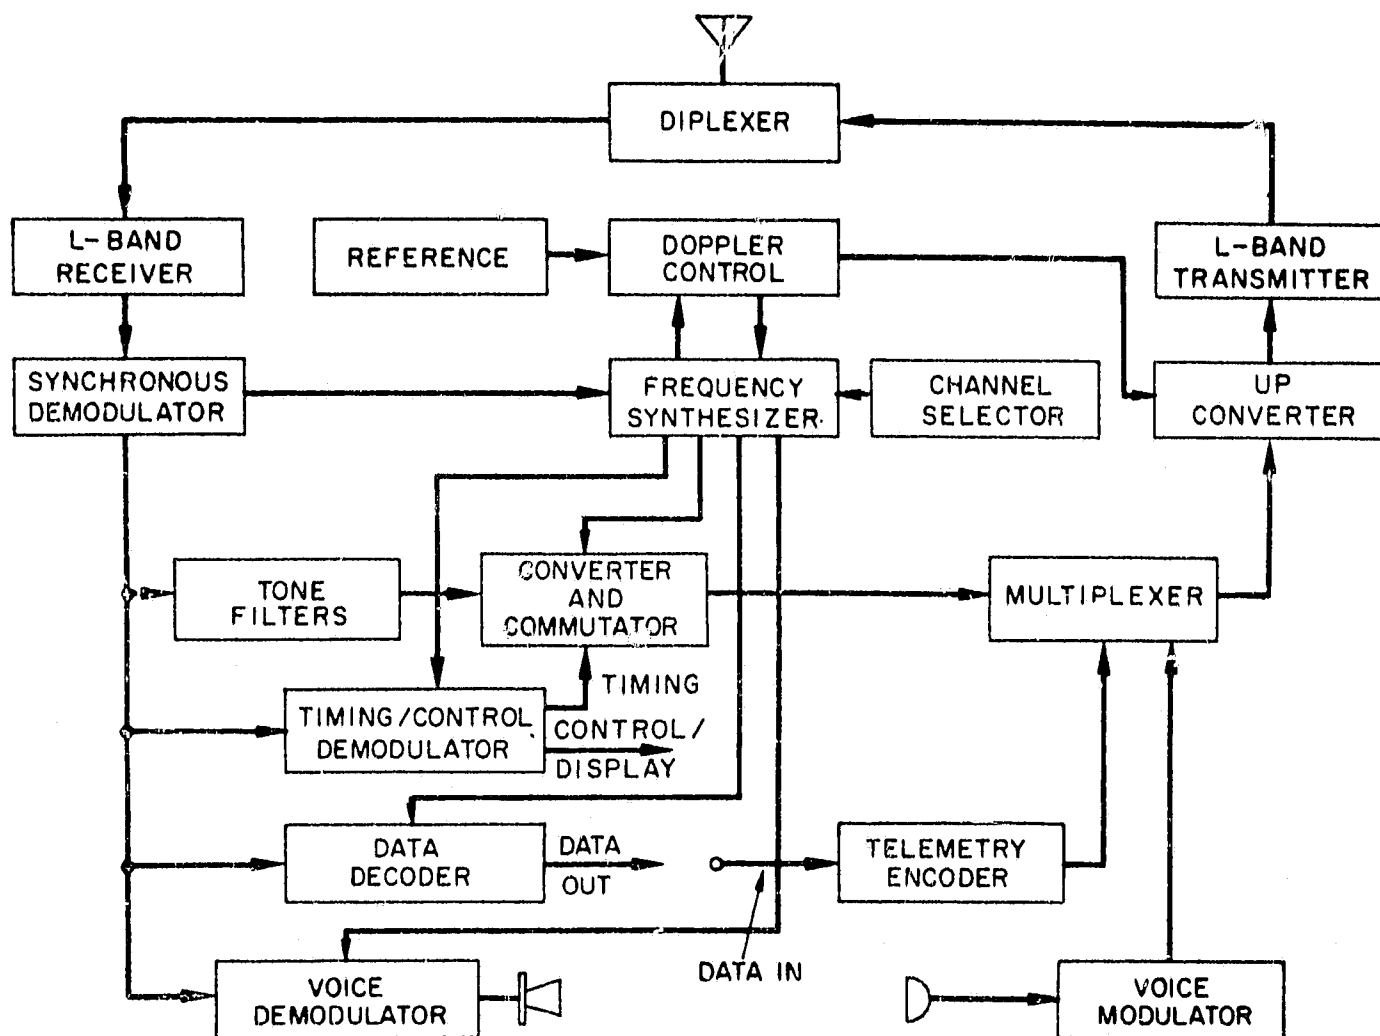 DIPLEXER
L-BAND
RECEIVER
REFERENCE
DOPPLER
CONTROL
L-BAND
TRANSMITTER
SYNCHRONOUS
DEMODULATOR
FREQUENCY
SYNTHESIZER
CHANNEL
SELECTOR
UP
CONVERTER
TONE
FILTERS
CONVERTER
AND
COMMUTATOR
MULTIPLEXER
TIMING
TIMING/CONTROL
DEMODULATOR
CONTROL/
DISPLAY
DATA
DECODER
DATA
OUT
TELEMETRY
ENCODER
DATA IN
VOICE
DEMODULATOR
VOICE
MODULATOR